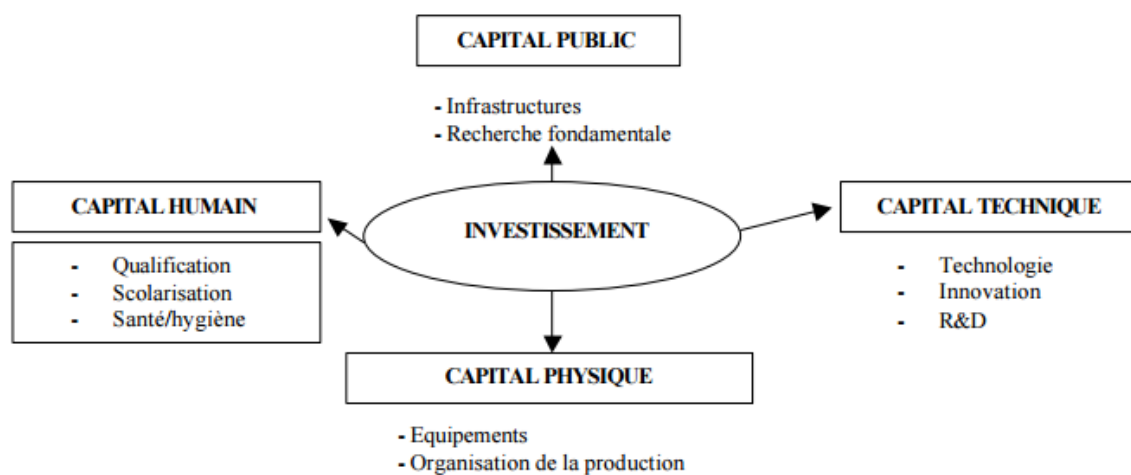 CAPITAL PUBLIC
- Infrastructures
- Recherche fondamentale
CAPITAL HUMAIN
- Qualification
- Scolarisation
- Santé/hygiène
INVESTISSEMENT
CAPITAL TECHNIQUE
- Technologie
- Innovation
- R&D
CAPITAL PHYSIQUE
- Equipements
- Organisation de la production